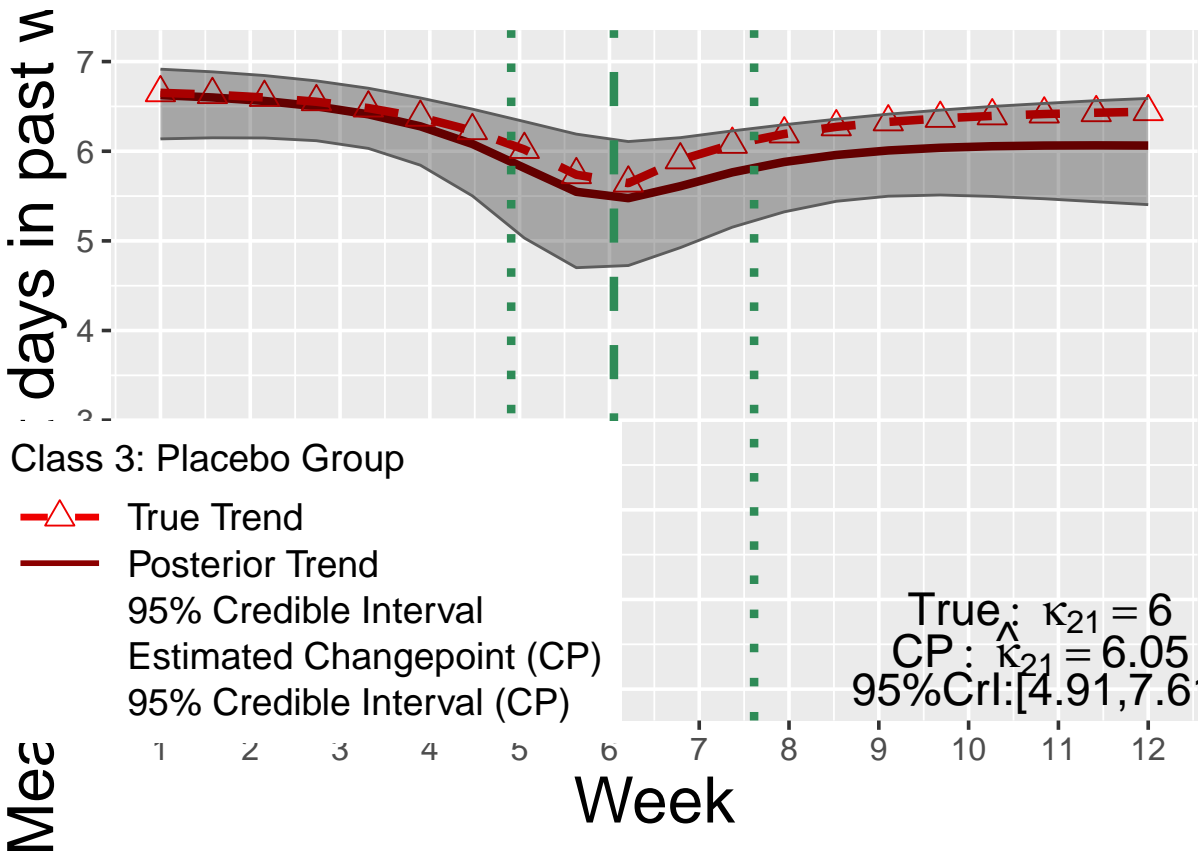 days in past
7
6
5
4
3
Class 3: Placebo Group
True Trend
Posterior Trend
95% Credible Interval
Estimated Changepoint (CP)
95% Credible Interval (CP)
True : κ21 = 6
CP : κ̂21 = 6.05
95%CrI:[4.91,7.61
1 2 3 4 5 6 7 8 9 10 11 12
Week